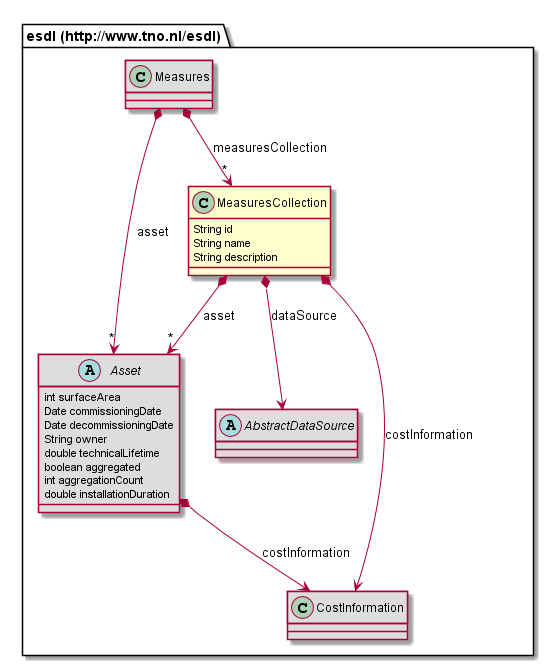 esdl (http://www.tno.nl/esdl)
C Measures
measuresCollection
*
C MeasuresCollection
String id
String name
String description
asset
asset
dataSource
*
*
A Asset
int surfaceArea
Date commissioningDate
Date decommissioningDate
String owner
double technicalLifetime
boolean aggregated
int aggregationCount
double installationDuration
A AbstractDataSource
costInformation
costInformation
C CostInformation